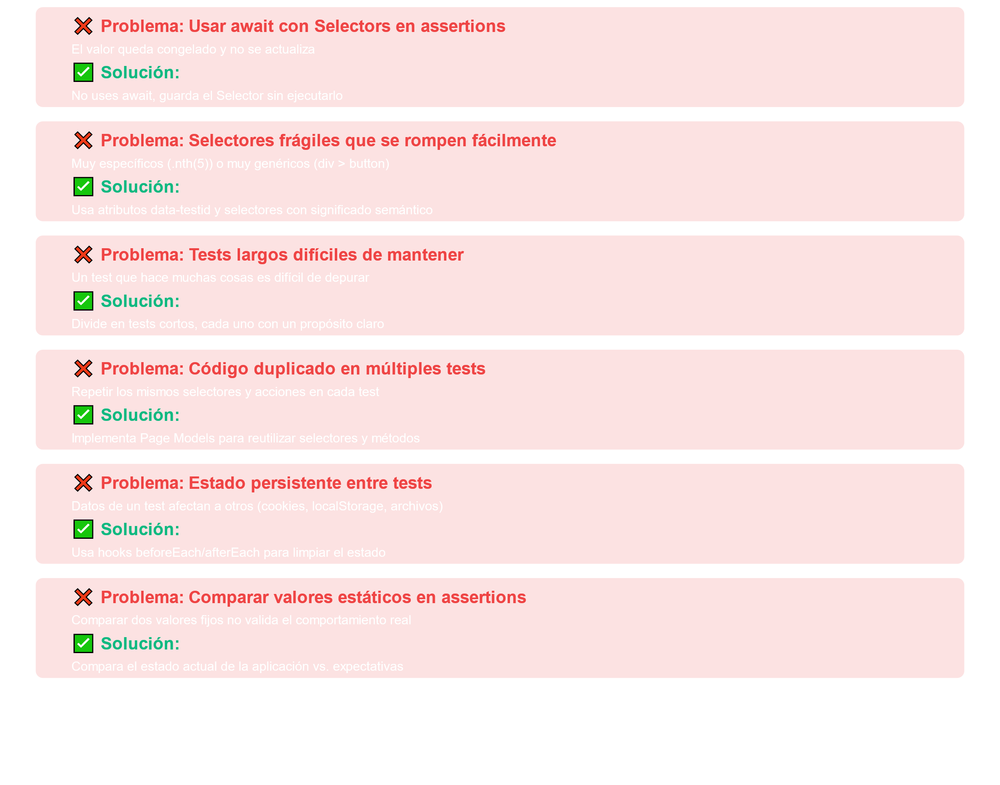 ❌ Problema: Usar await con Selectors en assertions
El valor queda congelado y no se actualiza
✅ Solución:
No uses await, guarda el Selector sin ejecutarlo
❌ Problema: Selectores frágiles que se rompen fácilmente
Muy específicos (.nth(5)) o muy genéricos (div > button)
✅ Solución:
Usa atributos data-testid y selectores con significado semántico
❌ Problema: Tests largos difíciles de mantener
Un test que hace muchas cosas es difícil de depurar
✅ Solución:
Divide en tests cortos, cada uno con un propósito claro
❌ Problema: Código duplicado en múltiples tests
Repetir los mismos selectores y acciones en cada test
✅ Solución:
Implementa Page Models para reutilizar selectores y métodos
❌ Problema: Estado persistente entre tests
Datos de un test afectan a otros (cookies, localStorage, archivos)
✅ Solución:
Usa hooks beforeEach/afterEach para limpiar el estado
❌ Problema: Comparar valores estáticos en assertions
Comparar dos valores fijos no valida el comportamiento real
✅ Solución:
Compara el estado actual de la aplicación vs. expectativas